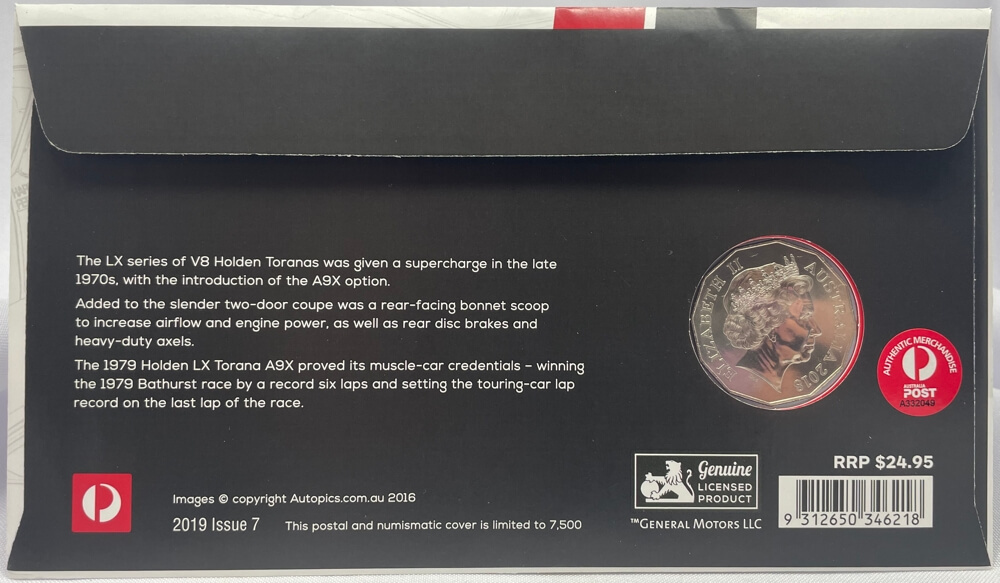 The LX series of V8 Holden Toranas was given a supercharge in the late
1970s, with the introduction of the A9X option.
Added to the slender two-door coupe was a rear-facing bonnet scoop
to increase airflow and engine power, as well as rear disc brakes and
heavy-duty axels.
The 1979 Holden LX Torana A9X proved its muscle-car credentials – winning
the 1979 Bathurst race by a record six laps and setting the touring-car lap
record on the last lap of the race.
ELIZABETH II AUSTRALIA 2016
AUTHENTIC MERCHANDISE
AUSTRALIA
POST
A332049
Images © copyright Autopics.com.au 2016
2019 Issue 7 This postal and numismatic cover is limited to 7,500
Genuine
LICENSED
PRODUCT
™GENERAL MOTORS LLC
RRP $24.95
9 312650 346218